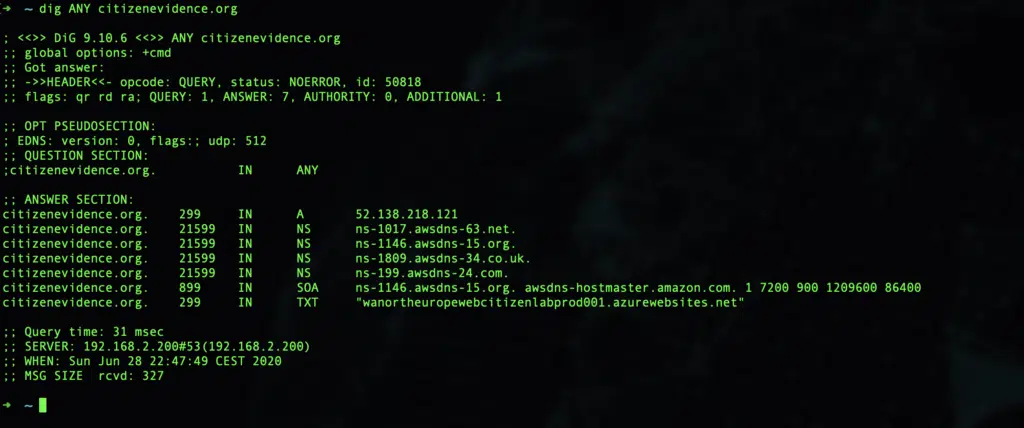 ➜ ~ dig ANY citizenevidence.org
; <<>> DiG 9.10.6 <<>> ANY citizenevidence.org
;; global options: +cmd
;; Got answer:
;; ->>HEADER<<- opcode: QUERY, status: NOERROR, id: 50818
;; flags: qr rd ra; QUERY: 1, ANSWER: 7, AUTHORITY: 0, ADDITIONAL: 1
;; OPT PSEUDOSECTION:
; EDNS: version: 0, flags:; udp: 512
;; QUESTION SECTION:
;citizenevidence.org. IN ANY
;; ANSWER SECTION:
citizenevidence.org. 299 IN A 52.138.218.121
citizenevidence.org. 21599 IN NS ns-1017.awsdns-63.net.
citizenevidence.org. 21599 IN NS ns-1146.awsdns-15.org.
citizenevidence.org. 21599 IN NS ns-1809.awsdns-34.co.uk.
citizenevidence.org. 21599 IN NS ns-199.awsdns-24.com.
citizenevidence.org. 899 IN SOA ns-1146.awsdns-15.org. awsdns-hostmaster.amazon.com. 1 7200 900 1209600 86400
citizenevidence.org. 299 IN TXT "wanortheuropewebcitizenlabprod001.azurewebsites.net"
;; Query time: 31 msec
;; SERVER: 192.168.2.200#53(192.168.2.200)
;; WHEN: Sun Jun 28 22:47:49 CEST 2020
;; MSG SIZE rcvd: 327
➜ ~